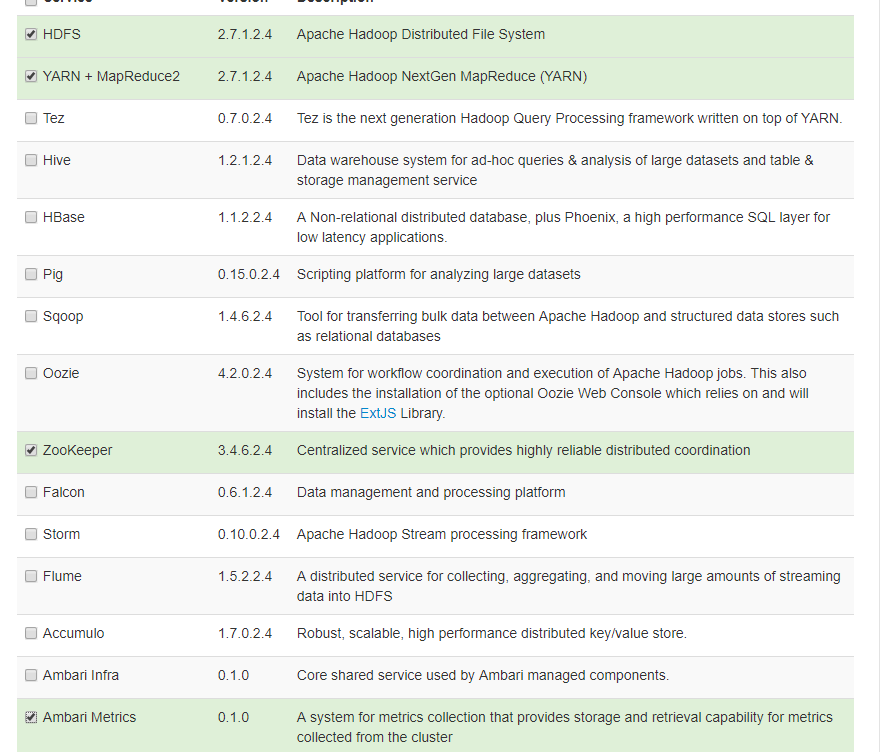 HDFS 2.7.1.2.4 Apache Hadoop Distributed File System
YARN + MapReduce2 2.7.1.2.4 Apache Hadoop NextGen MapReduce (YARN)
Tez 0.7.0.2.4 Tez is the next generation Hadoop Query Processing framework written on top of YARN.
Hive 1.2.1.2.4 Data warehouse system for ad-hoc queries & analysis of large datasets and table &
storage management service
HBase 1.1.2.2.4 A Non-relational distributed database, plus Phoenix, a high performance SQL layer for
low latency applications.
Pig 0.15.0.2.4 Scripting platform for analyzing large datasets
Sqoop 1.4.6.2.4 Tool for transferring bulk data between Apache Hadoop and structured data stores such
as relational databases
Oozie 4.2.0.2.4 System for workflow coordination and execution of Apache Hadoop jobs. This also
includes the installation of the optional Oozie Web Console which relies on and will
install the ExtJS Library.
ZooKeeper 3.4.6.2.4 Centralized service which provides highly reliable distributed coordination
Falcon 0.6.1.2.4 Data management and processing platform
Storm 0.10.0.2.4 Apache Hadoop Stream processing framework
Flume 1.5.2.2.4 A distributed service for collecting, aggregating, and moving large amounts of streaming
data into HDFS
Accumulo 1.7.0.2.4 Robust, scalable, high performance distributed key/value store.
Ambari Infra 0.1.0 Core shared service used by Ambari managed components.
Ambari Metrics 0.1.0 A system for metrics collection that provides storage and retrieval capability for metrics
collected from the cluster